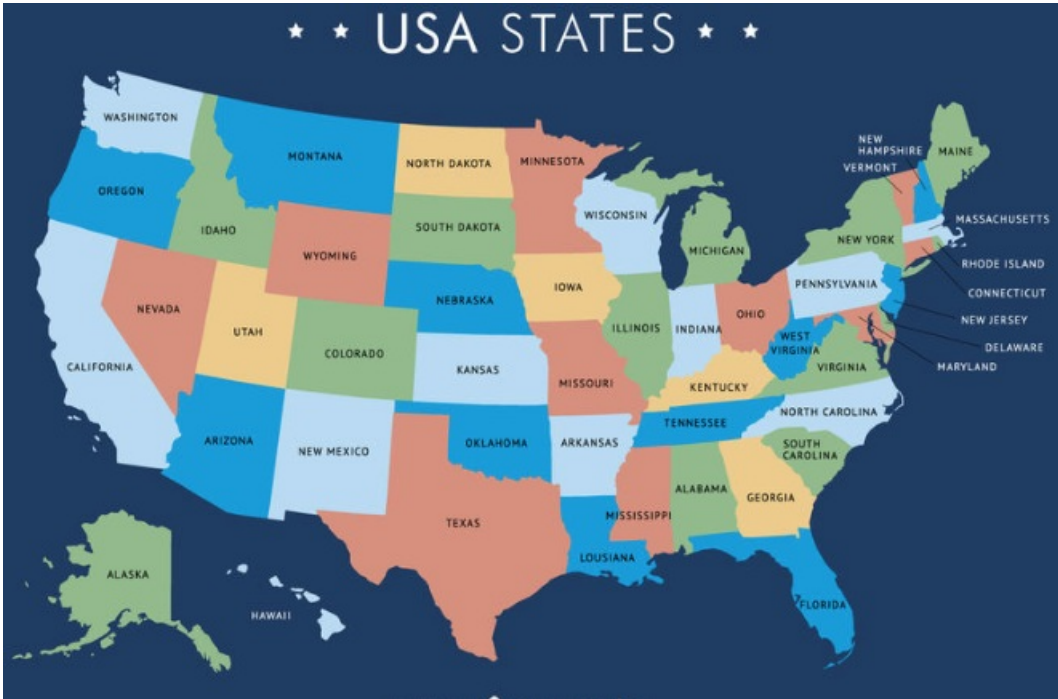 USA STATES
WASHINGTON
OREGON
IDAHO
MONTANA
NORTH DAKOTA
MINNESOTA
SOUTH DAKOTA
WYOMING
NEVADA
UTAH
COLORADO
CALIFORNIA
NEBRASKA
IOWA
WISCONSIN
MICHIGAN
ILLINOIS
INDIANA
OHIO
KANSAS
MISSOURI
KENTUCKY
WEST
VIRGINIA
VIRGINIA
PENNSYLVANIA
NEW YORK
VERMONT
NEW
HAMPSHIRE
MAINE
MASSACHUSETTS
RHODE ISLAND
CONNECTICUT
NEW JERSEY
DELAWARE
MARYLAND
ARIZONA
NEW MEXICO
OKLAHOMA
ARKANSAS
TENNESSEE
NORTH CAROLINA
SOUTH
CAROLINA
TEXAS
LOUSIANA
MISSISSIPPI
ALABAMA
GEORGIA
FLORIDA
ALASKA
HAWAII